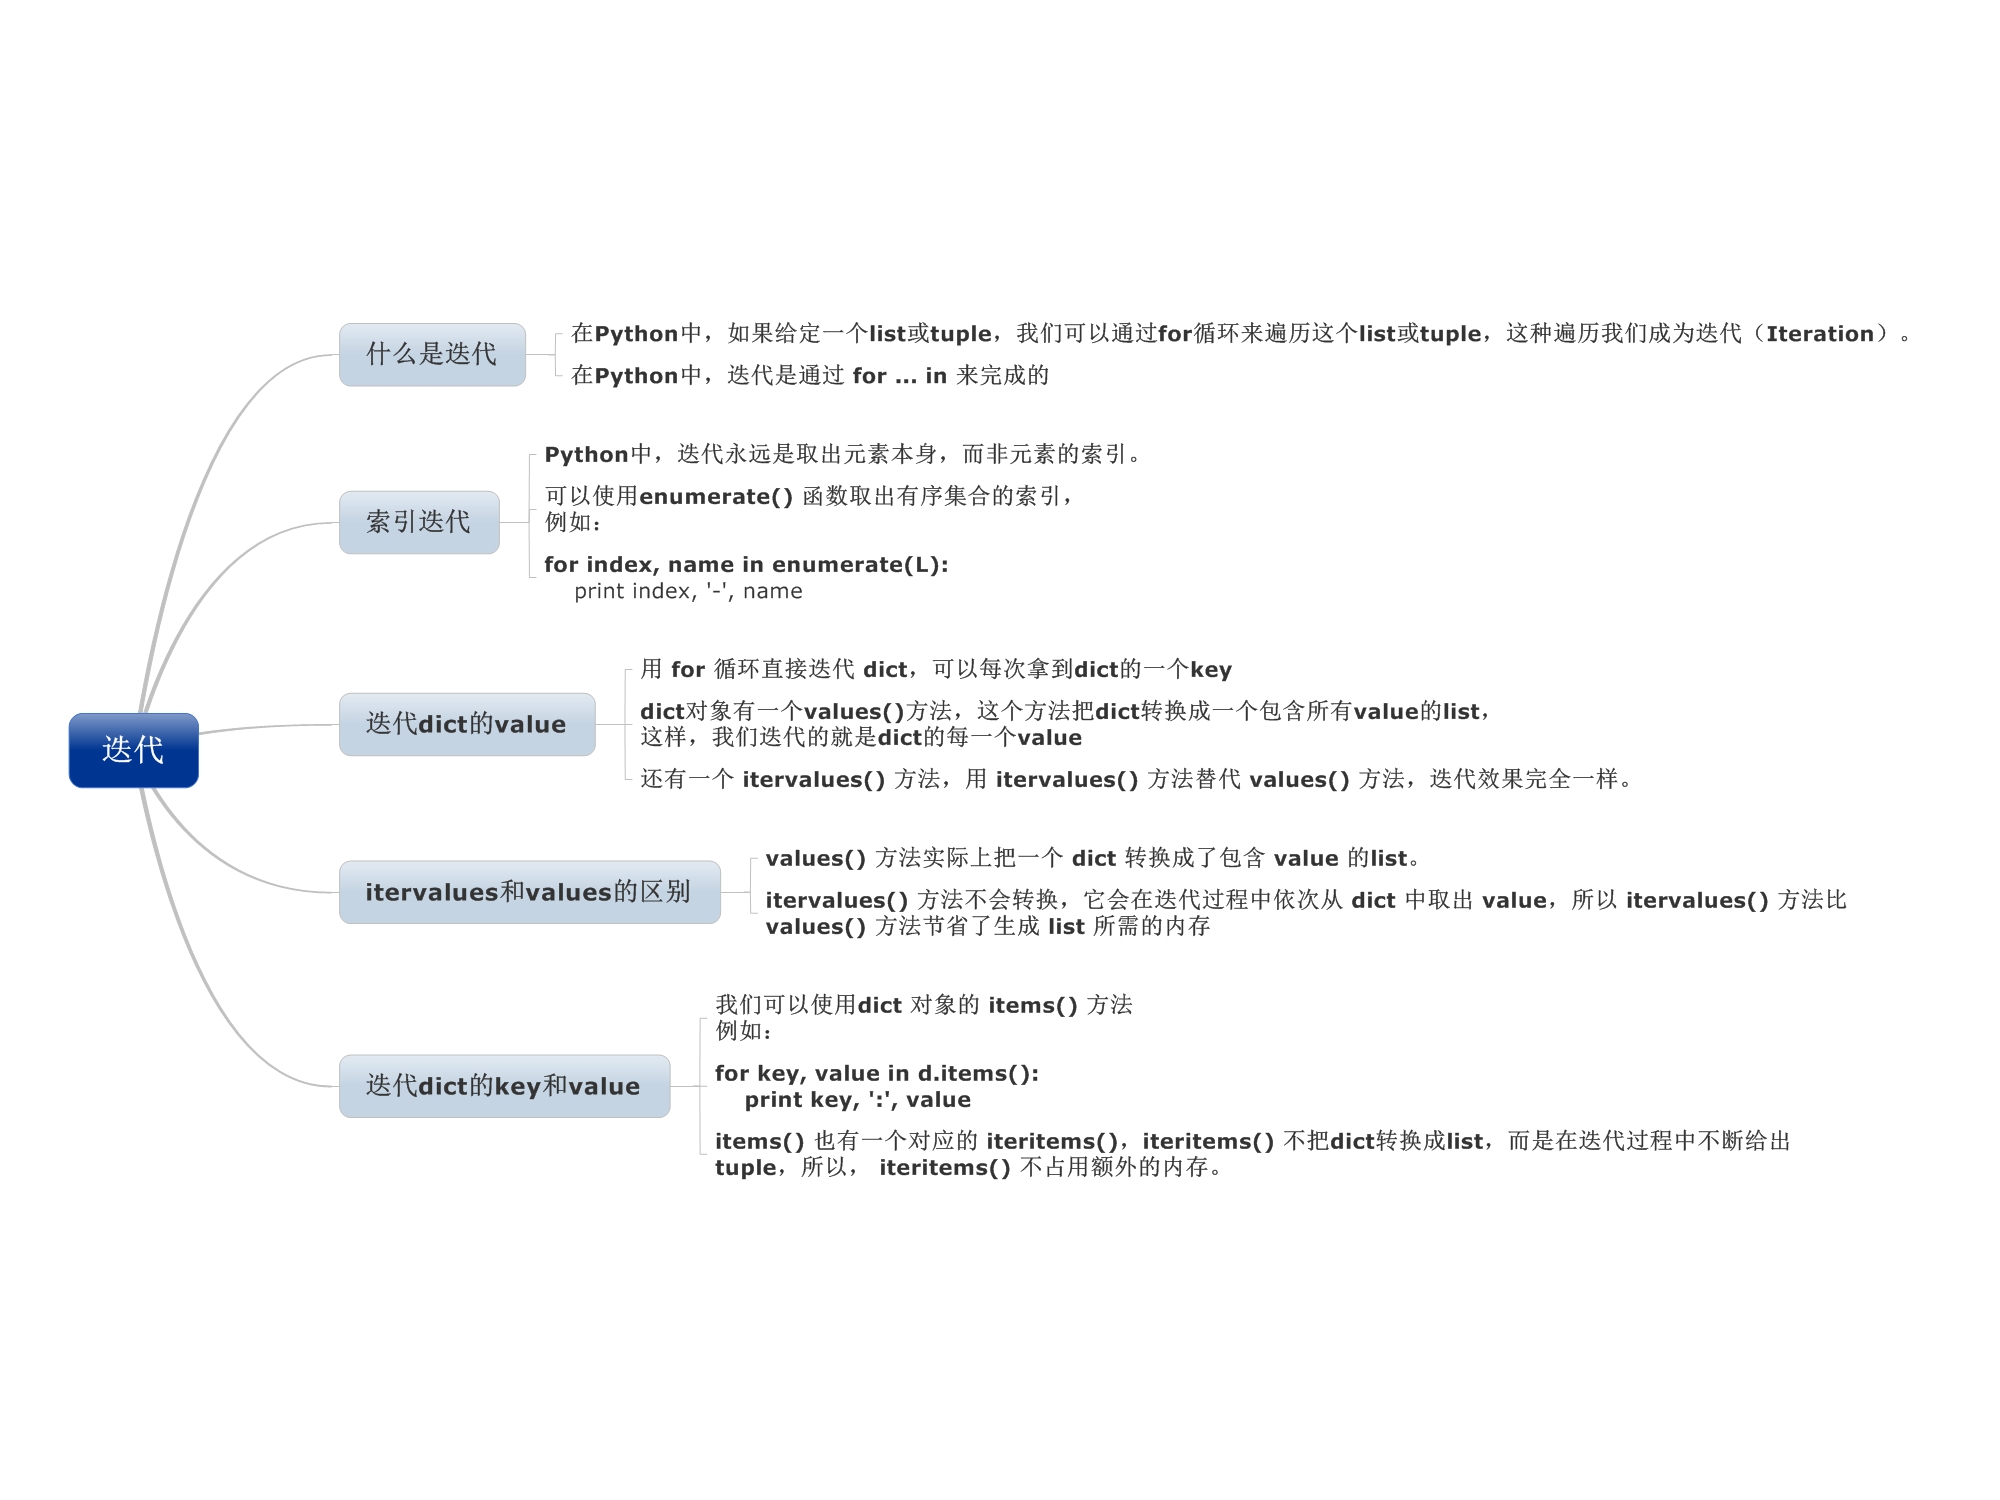 什么是迭代
在Python中，如果给定一个list或tuple，我们可以通过for循环来遍历这个list或tuple，这种遍历我们成为迭代（Iteration）。
在Python中，迭代是通过 for ... in 来完成的
索引迭代
Python中，迭代永远是取出元素本身，而非元素的索引。
可以使用enumerate() 函数取出有序集合的索引，
例如：
for index, name in enumerate(L):
    print index, '-', name
迭代
迭代dict的value
用 for 循环直接迭代 dict，可以每次拿到dict的一个key
dict对象有一个values()方法，这个方法把dict转换成一个包含所有value的list，
这样，我们迭代的就是dict的每一个value
还有一个 itervalues() 方法，用 itervalues() 方法替代 values() 方法，迭代效果完全一样。
itervalues和values的区别
values() 方法实际上把一个 dict 转换成了包含 value 的list。
itervalues() 方法不会转换，它会在迭代过程中依次从 dict 中取出 value，所以 itervalues() 方法比
values() 方法节省了生成 list 所需的内存
迭代dict的key和value
我们可以使用dict 对象的 items() 方法
例如：
for key, value in d.items():
    print key, ':', value
items() 也有一个对应的 iteritems()，iteritems() 不把dict转换成list，而是在迭代过程中不断给出
tuple，所以， iteritems() 不占用额外的内存。